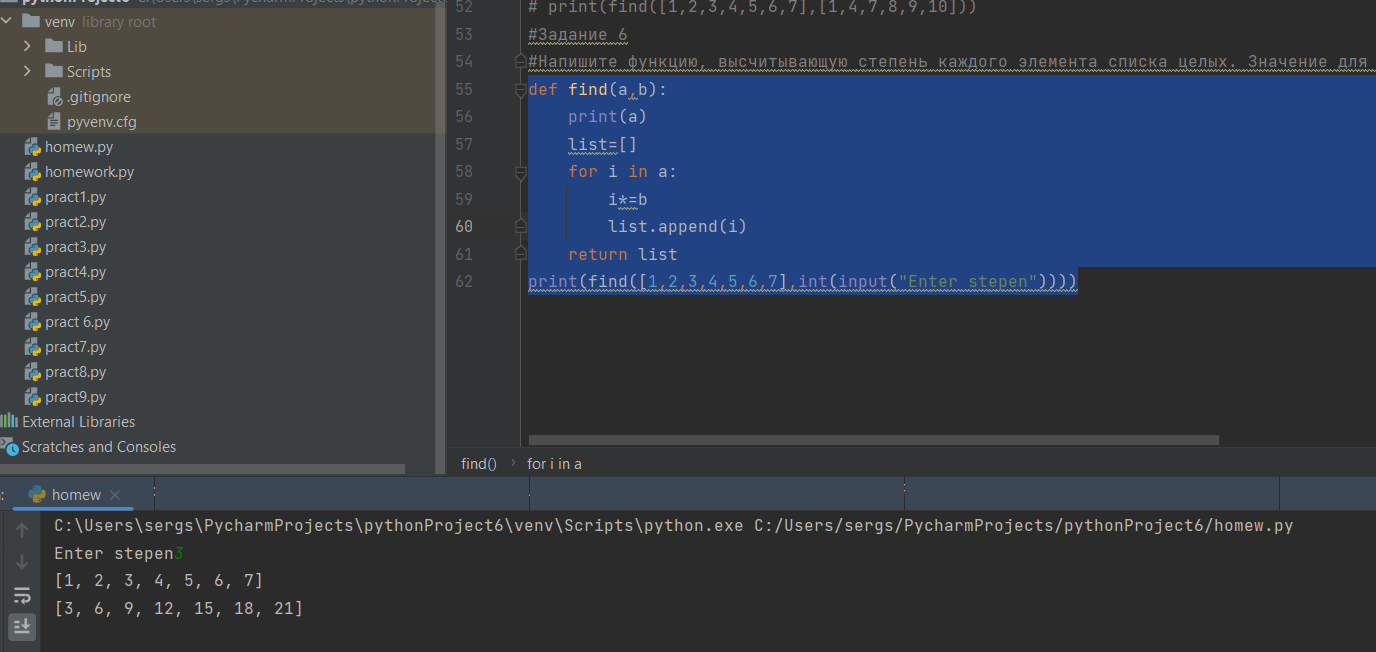 venv library root
Lib
Scripts
.gitignore
pyvenv.cfg
homew.py
homework.py
pract1.py
pract2.py
pract3.py
pract4.py
pract5.py
pract 6.py
pract7.py
pract8.py
pract9.py
External Libraries
Scratches and Consoles
52 # print(find([1,2,3,4,5,6,7],[1,4,7,8,9,10]))
53 #Задание 6
54 #Напишите функцию, высчитывающую степень каждого элемента списка целых. Значение для
55 def find(a,b):
56 print(a)
57 list=[]
58 for i in a:
59 i*=b
60 list.append(i)
61 return list
62 print(find([1,2,3,4,5,6,7],int(input("Enter stepen"))))
find() › for i in a
homew
C:\Users\sergs\PycharmProjects\pythonProject6\venv\Scripts\python.exe C:/Users/sergs/PycharmProjects/pythonProject6/homew.py
Enter stepen3
[1, 2, 3, 4, 5, 6, 7]
[3, 6, 9, 12, 15, 18, 21]